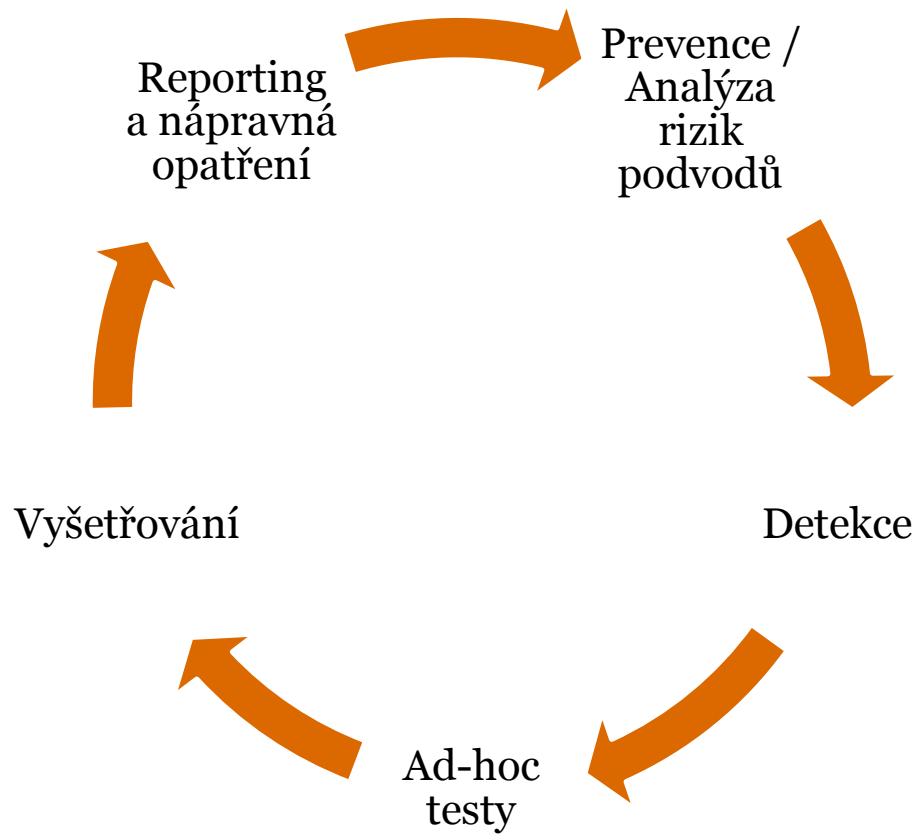 Prevence /
Analýza
rizik
podvodů
Detekce
Ad-hoc
testy
Vyšetřování
Reporting
a nápravná
opatření